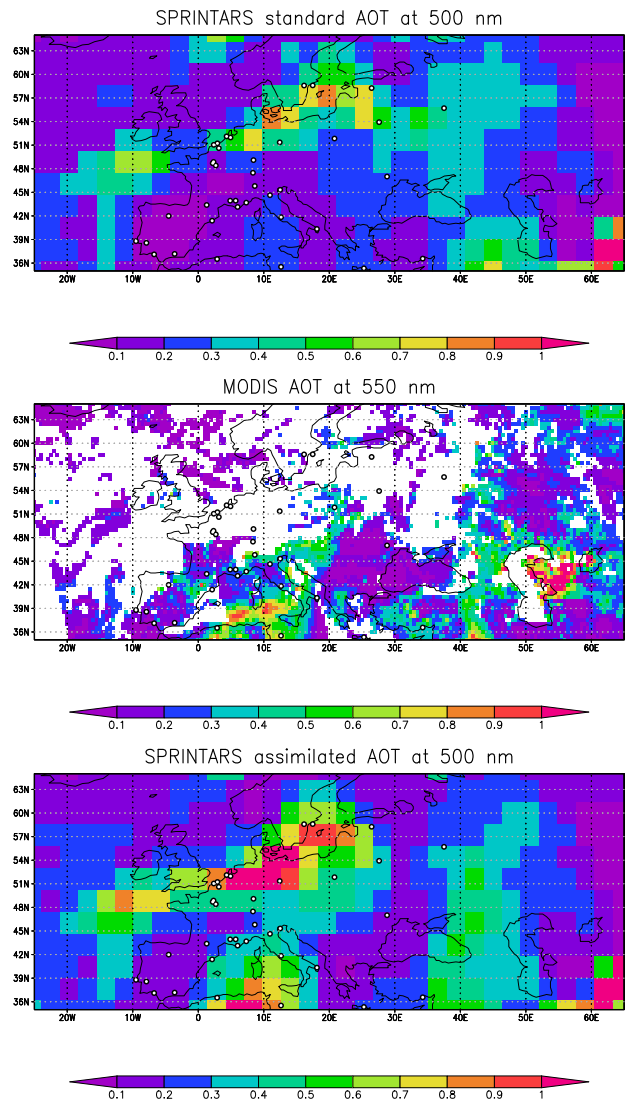 SPRINTARS standard AOT at 500 nm
63N
60N
57N
54N
51N
48N
45N
42N
39N
36N
20W 10W 0 10E 20E 30E 40E 50E 60E
0.1 0.2 0.3 0.4 0.5 0.6 0.7 0.8 0.9 1
MODIS AOT at 550 nm
63N
60N
57N
54N
51N
48N
45N
42N
39N
36N
20W 10W 0 10E 20E 30E 40E 50E 60E
0.1 0.2 0.3 0.4 0.5 0.6 0.7 0.8 0.9 1
SPRINTARS assimilated AOT at 500 nm
63N
60N
57N
54N
51N
48N
45N
42N
39N
36N
20W 10W 0 10E 20E 30E 40E 50E 60E
0.1 0.2 0.3 0.4 0.5 0.6 0.7 0.8 0.9 1